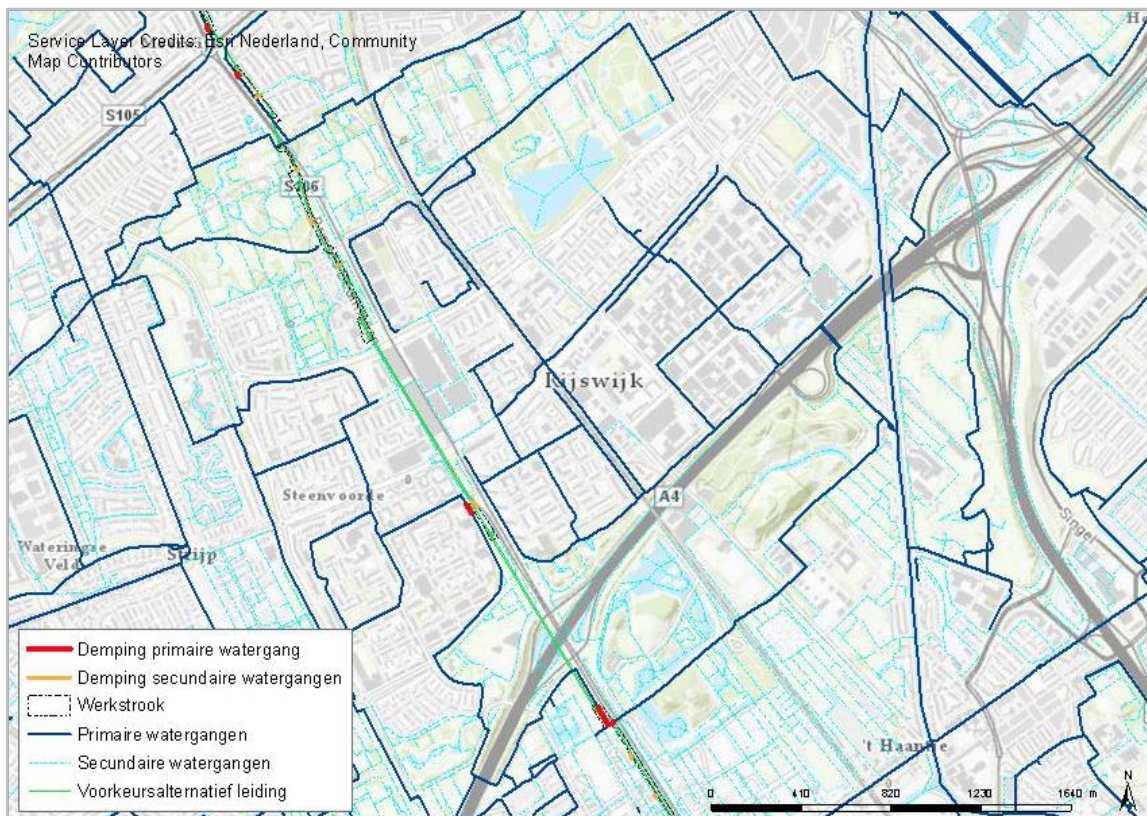 Service Layer Credits: Esri Nederland, Community
Map Contributors
S105
S106
Rijswijk
Steenvoorde
A4
Wateringse
Veld
Strijp
Singel
't Haantje
Demping primaire watergang
Demping secundaire watergangen
Werkstrook
Primaire watergangen
Secundaire watergangen
Voorkeursalternatief leiding
0 410 820 1230 1640 m
N